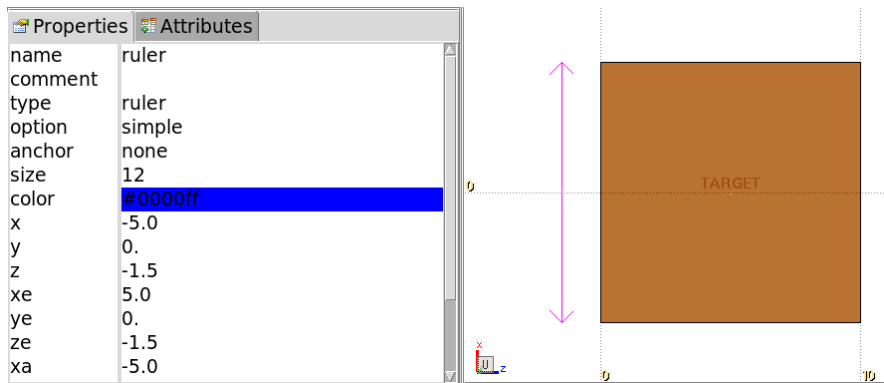 Properties Attributes
name ruler
comment
type ruler
option simple
anchor none
size 12
color #0000ff
x -5.0
y 0.
z -1.5
xe 5.0
ye 0.
ze -1.5
xa -5.0
TARGET
0
x
U z
0 10